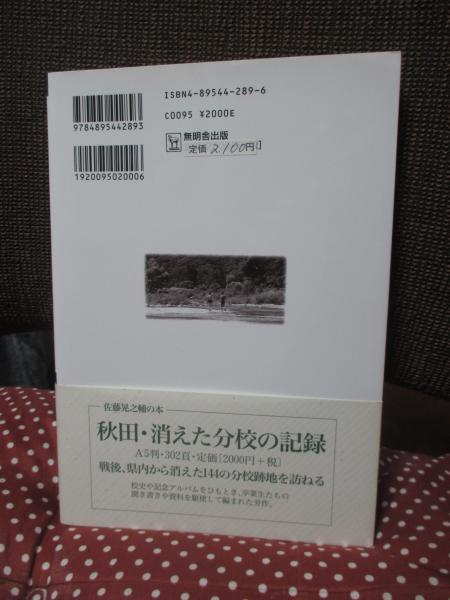 ISBN4-89544-289-6
C0095 ¥2000E
9784895442893
1920095020006
無明舎出版
定価 2.100円
佐藤晃之輔の本
秋田・消えた分校の記録
A5判・302頁・定価〔2000円+税〕
戦後、県内から消えた144の分校跡地を訪ねる
校史や記念アルバムをひもとき、卒業生たちの
聞き書きや資料を駆使して編まれた労作。